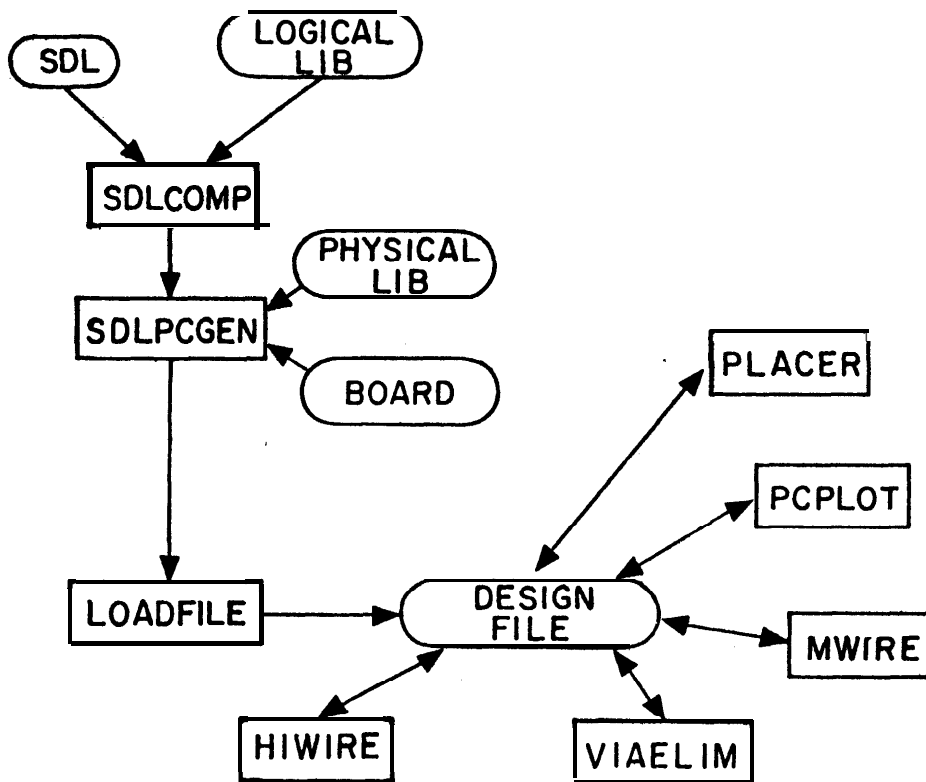 SDL
LOGICAL
LIB
SDLCOMP
PHYSICAL
LIB
SDLPCGEN
BOARD
PLACER
PCPLOT
LOADFILE
DESIGN
FILE
MWIRE
HIWIRE
VIAELIM